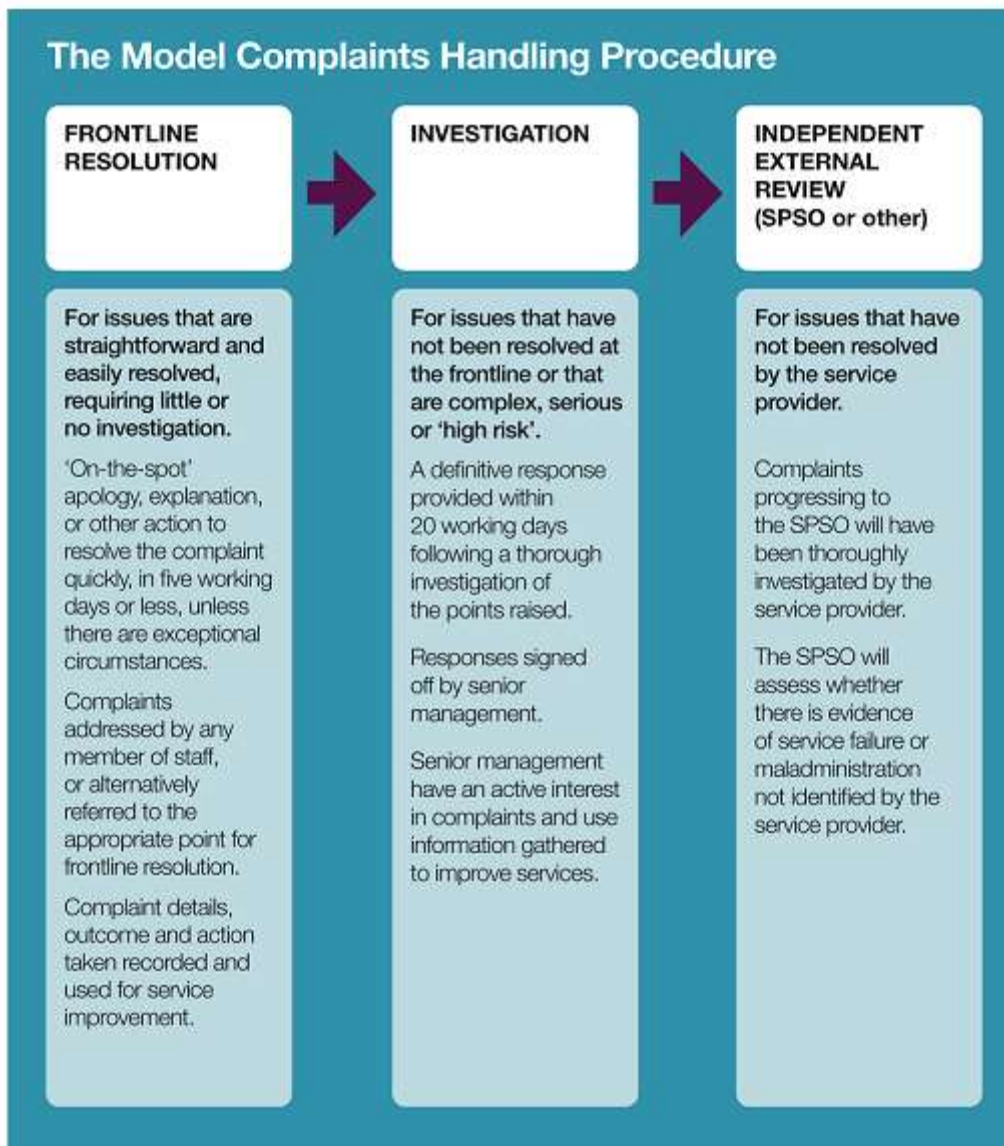 The Model Complaints Handling Procedure
FRONTLINE
RESOLUTION
For issues that are
straightforward and
easily resolved,
requiring little or
no investigation.
‘On-the-spot’
apology, explanation,
or other action to
resolve the complaint
quickly, in five working
days or less, unless
there are exceptional
circumstances.
Complaints
addressed by any
member of staff,
or alternatively
referred to the
appropriate point for
frontline resolution.
Complaint details,
outcome and action
taken recorded and
used for service
improvement.
INVESTIGATION
For issues that have
not been resolved at
the frontline or that
are complex, serious
or ‘high risk’.
A definitive response
provided within
20 working days
following a thorough
investigation of
the points raised.
Responses signed
off by senior
management.
Senior management
have an active interest
in complaints and use
information gathered
to improve services.
INDEPENDENT
EXTERNAL
REVIEW
(SPSO or other)
For issues that have
not been resolved
by the service
provider.
Complaints
progressing to
the SPSO will have
been thoroughly
investigated by the
service provider.
The SPSO will
assess whether
there is evidence
of service failure or
maladministration
not identified by the
service provider.